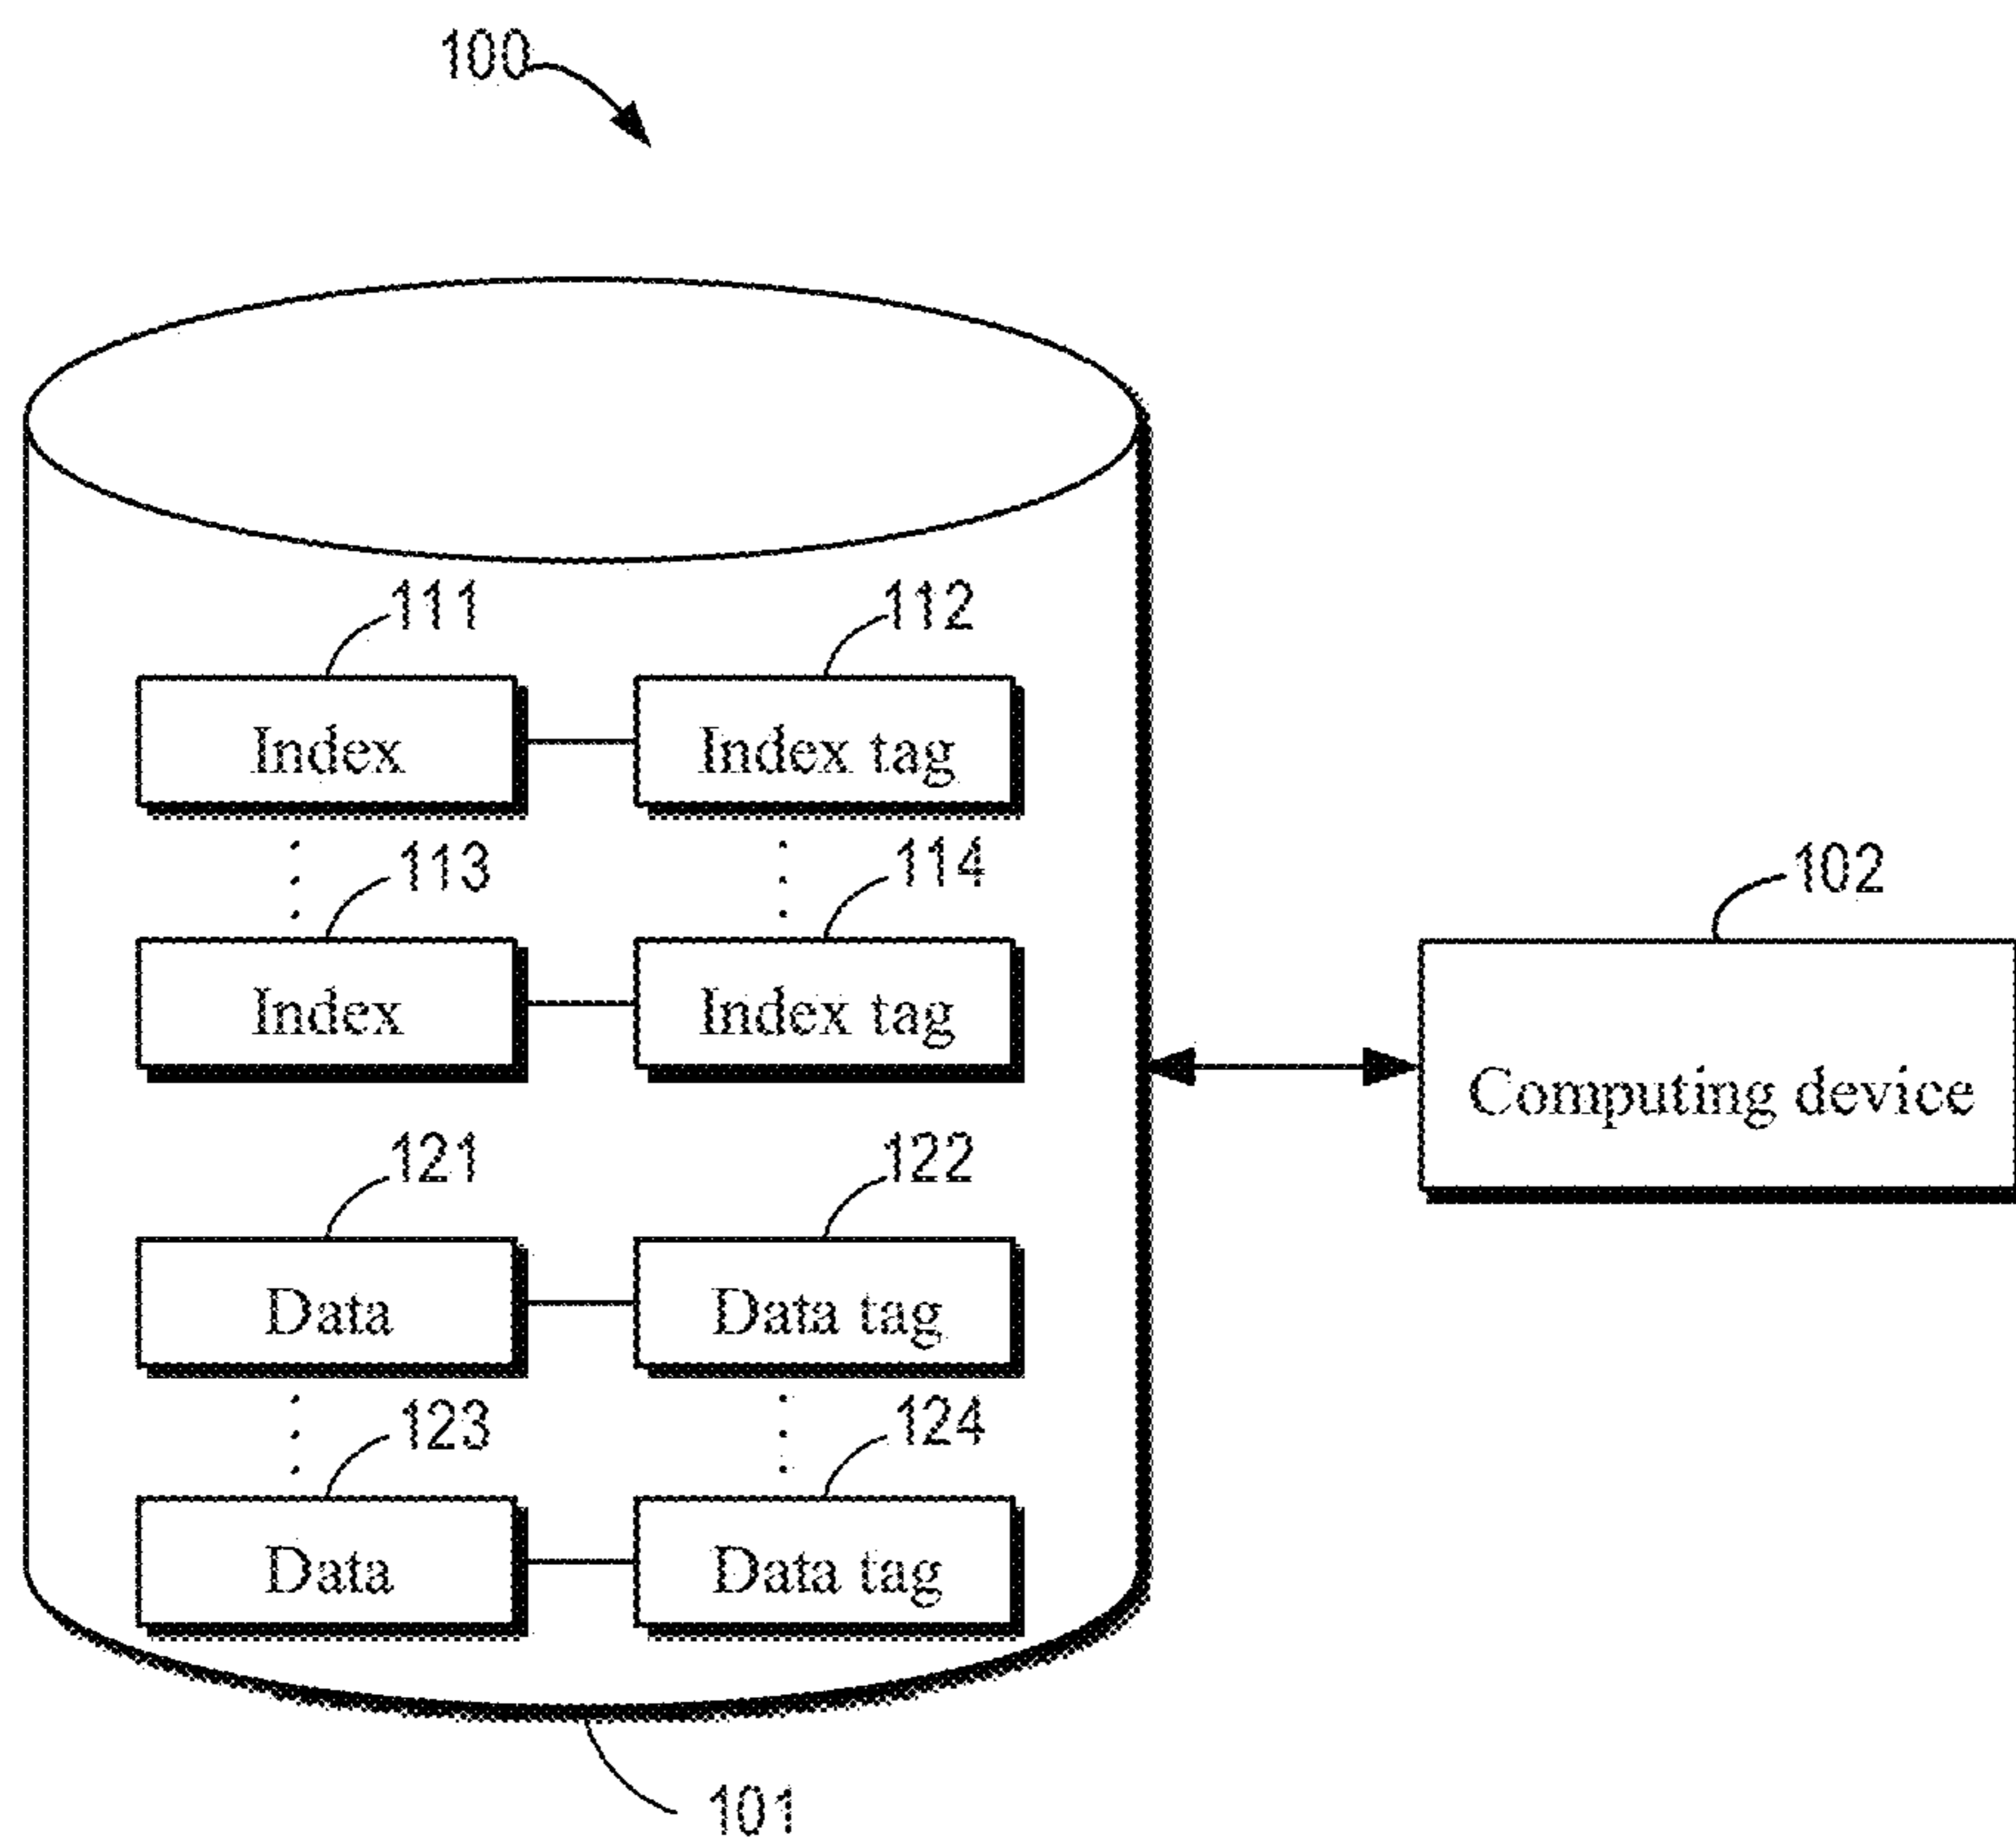 100
111 112
Index Index tag
113 114
102
Index Index tag
Computing device
121 122
Data Data tag
123 124
Data Data tag
101